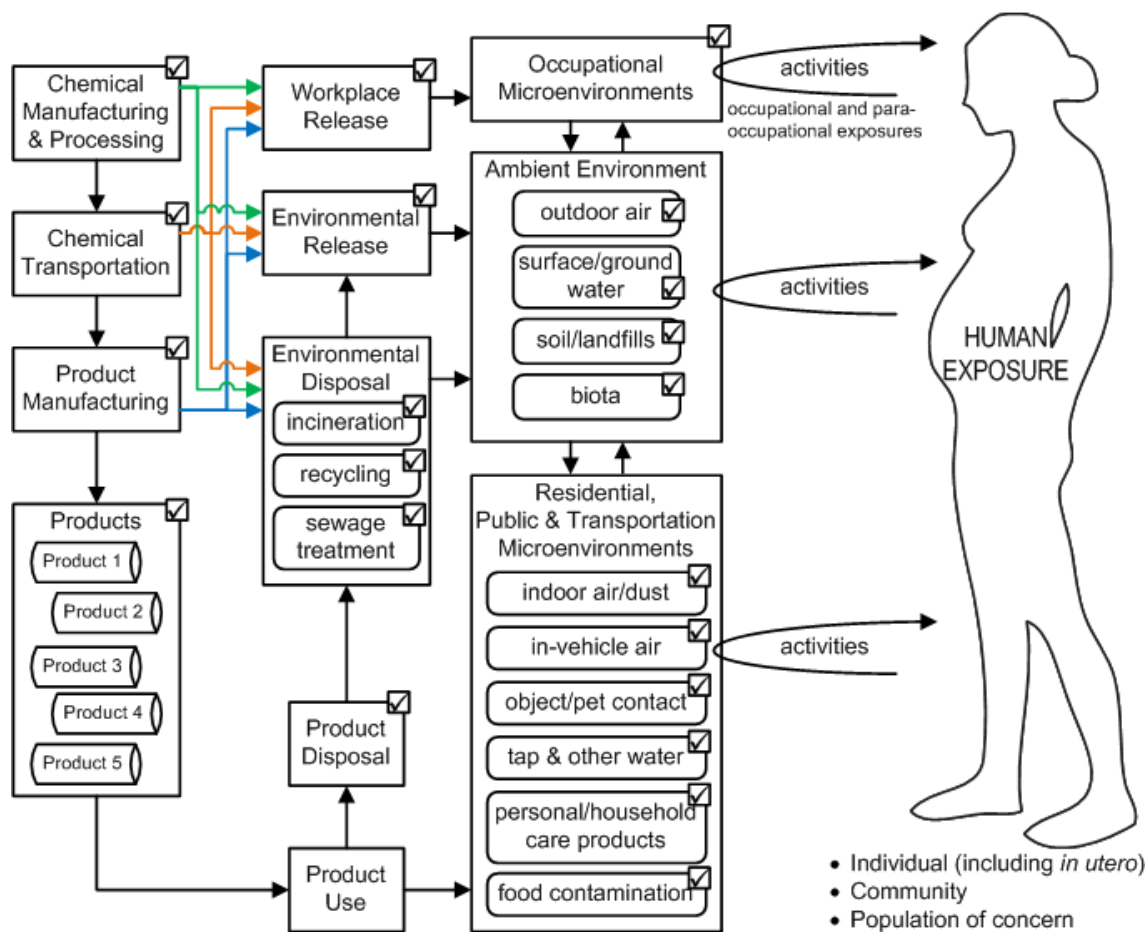 Chemical
Manufacturing
& Processing
Chemical
Transportation
Product
Manufacturing
Products
Product 1
Product 2
Product 3
Product 4
Product 5
Workplace
Release
Environmental
Release
Environmental
Disposal
incineration
recycling
sewage
treatment
Product
Disposal
Product
Use
Occupational
Microenvironments
Ambient Environment
outdoor air
surface/ground
water
soil/landfills
biota
Residential,
Public & Transportation
Microenvironments
indoor air/dust
in-vehicle air
object/pet contact
tap & other water
personal/household
care products
food contamination
activities
occupational and para-
occupational exposures
activities
activities
HUMAN
EXPOSURE
• Individual (including in utero)
• Community
• Population of concern